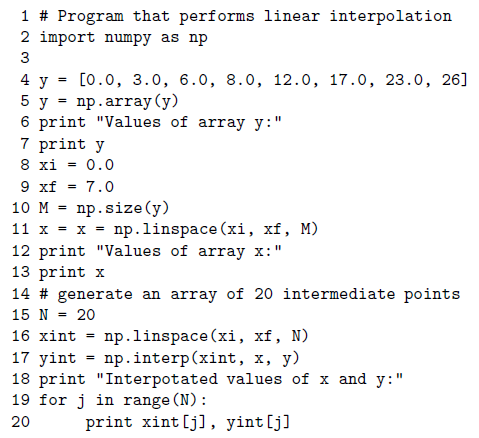 1 # Program that performs linear interpolation
2 import numpy as np
3
4 y = [0.0, 3.0, 6.0, 8.0, 12.0, 17.0, 23.0, 26]
5 y = np.array(y)
6 print "Values of array y:"
7 print y
8 xi = 0.0
9 xf = 7.0
10 M = np.size(y)
11 x = x = np.linspace(xi, xf, M)
12 print "Values of array x:"
13 print x
14 # generate an array of 20 intermediate points
15 N = 20
16 xint = np.linspace(xi, xf, N)
17 yint = np.interp(xint, x, y)
18 print "Interpotated values of x and y:"
19 for j in range(N):
20     print xint[j], yint[j]